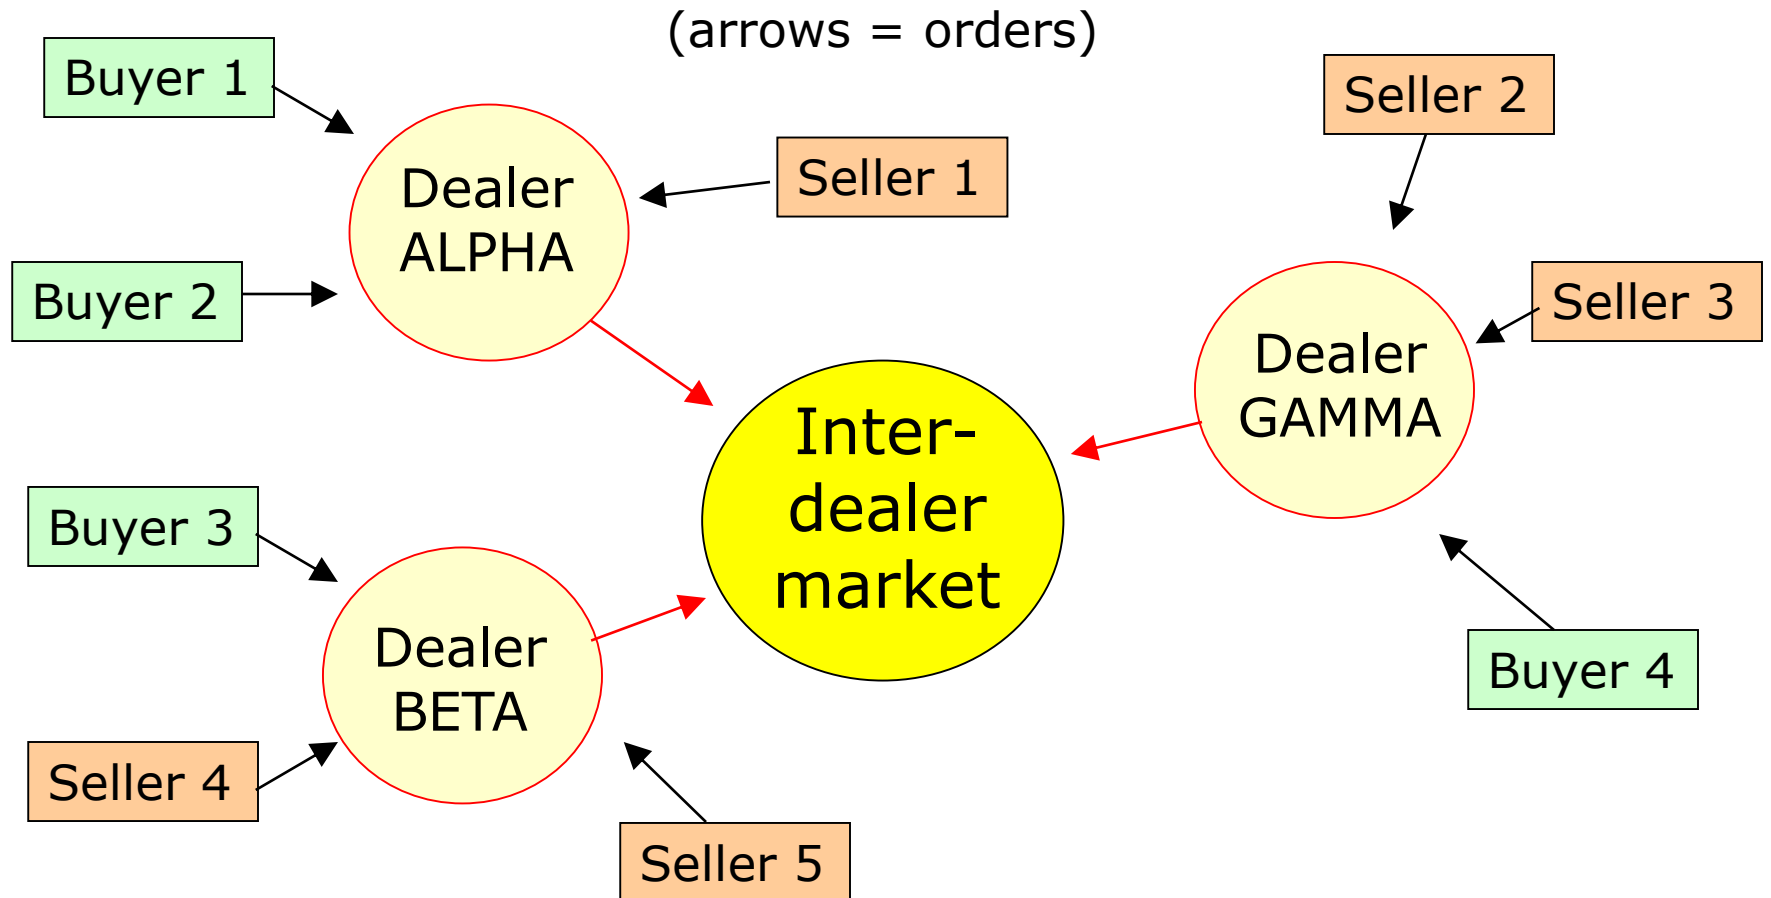 (arrows = orders)
Buyer 1
Seller 2
Dealer
ALPHA
Seller 1
Buyer 2
Seller 3
Dealer
GAMMA
Inter-
dealer
market
Buyer 3
Dealer
BETA
Buyer 4
Seller 4
Seller 5